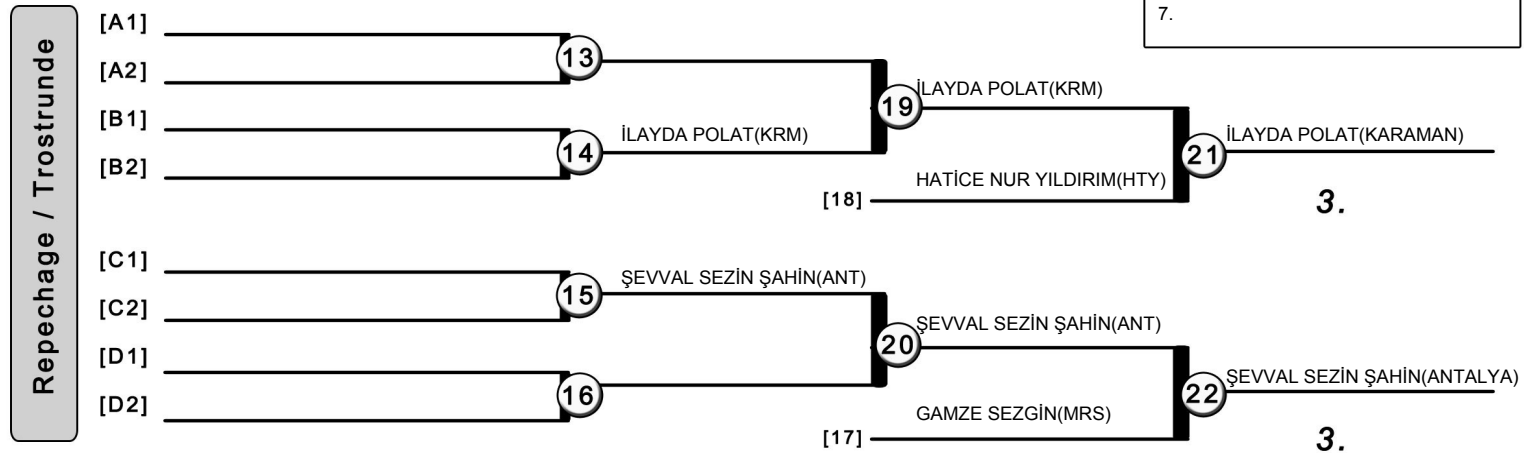 7.
Repechage / Trostrunde
[A1]
[A2]
[B1]
[B2]
13
14
İLAYDA POLAT(KRM)
19
İLAYDA POLAT(KRM)
[18]
HATİCE NUR YILDIRIM(HTY)
21
İLAYDA POLAT(KARAMAN)
3.
[C1]
[C2]
[D1]
[D2]
15
ŞEVVAL SEZİN ŞAHİN(ANT)
16
20
ŞEVVAL SEZİN ŞAHİN(ANT)
[17]
GAMZE SEZGİN(MRS)
22
ŞEVVAL SEZİN ŞAHİN(ANTALYA)
3.